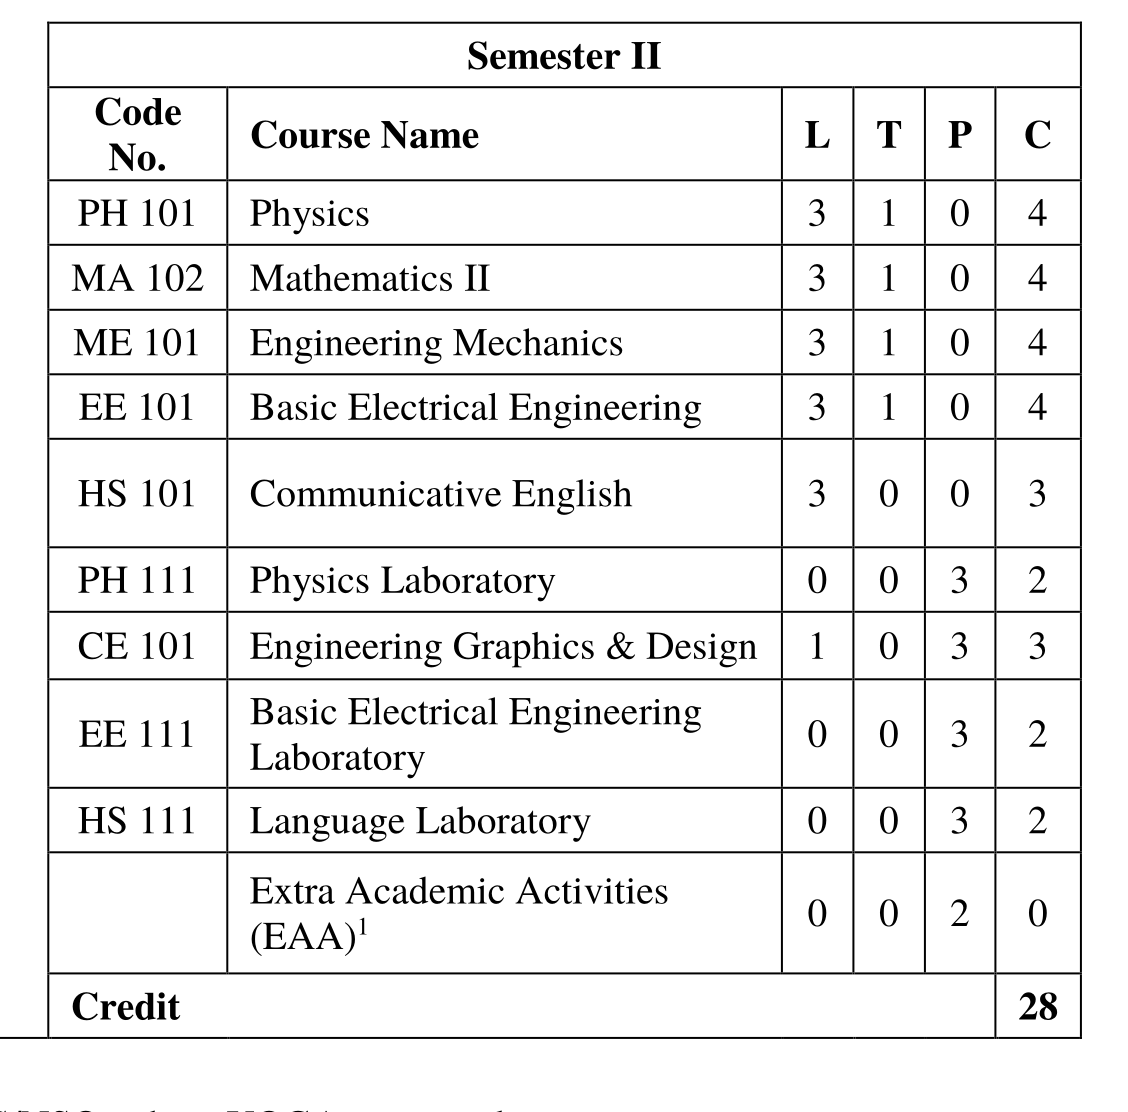 Semester II
Code No. Course Name L T P C
PH 101 Physics 3 1 0 4
MA 102 Mathematics II 3 1 0 4
ME 101 Engineering Mechanics 3 1 0 4
EE 101 Basic Electrical Engineering 3 1 0 4
HS 101 Communicative English 3 0 0 3
PH 111 Physics Laboratory 0 0 3 2
CE 101 Engineering Graphics & Design 1 0 3 3
EE 111 Basic Electrical Engineering Laboratory 0 0 3 2
HS 111 Language Laboratory 0 0 3 2
Extra Academic Activities (EAA)¹ 0 0 2 0
Credit 28